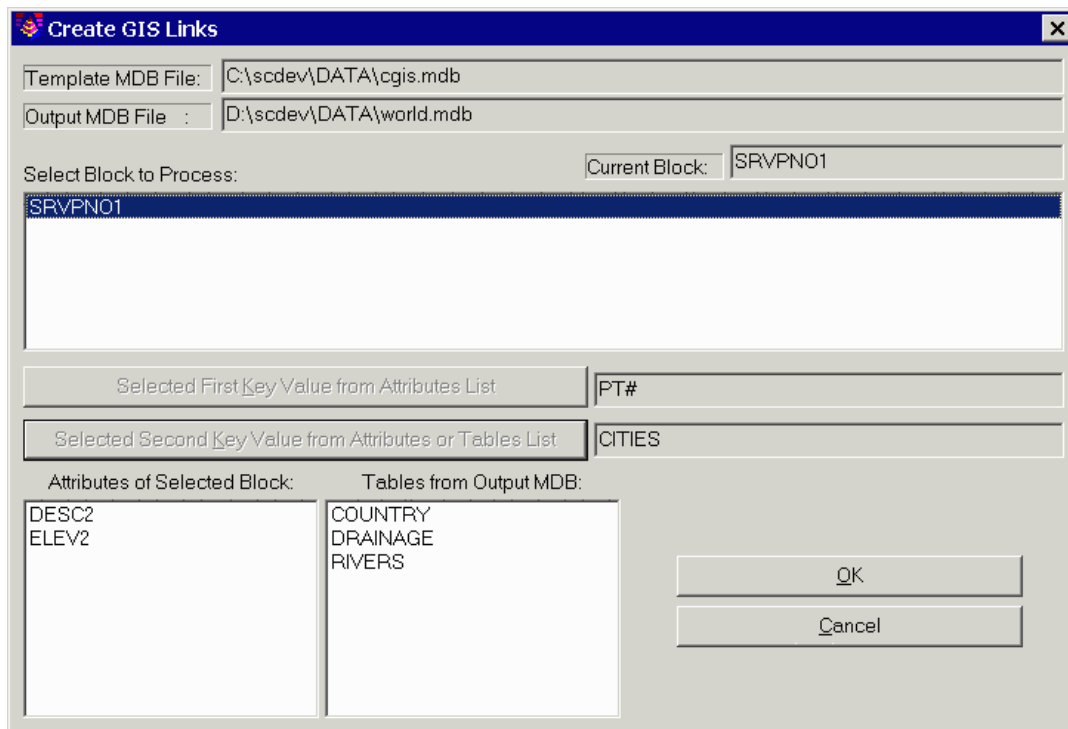 Create GIS Links
Template MDB File: C:\scdev\DATA\cgis.mdb
Output MDB File : D:\scdev\DATA\world.mdb
Select Block to Process:
Current Block: SRVPNO1
SRVPNO1
Selected First Key Value from Attributes List PT#
Selected Second Key Value from Attributes or Tables List CITIES
Attributes of Selected Block: Tables from Output MDB:
DESC2 COUNTRY
ELEV2 DRAINAGE
RIVERS
OK
Cancel